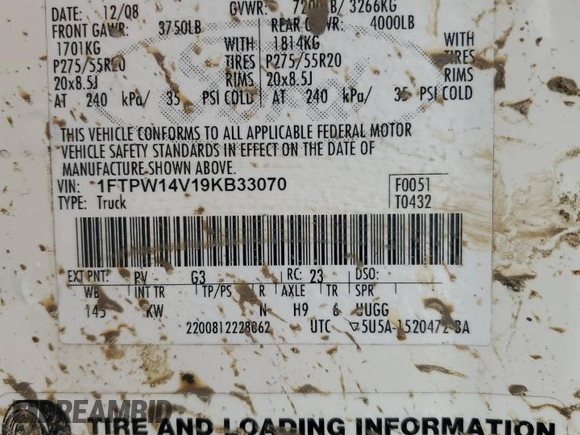 DATE: 12/08 GVWR: LB/ 3266KG
FRONT GAWR: 3750LB REAR GAWR: 4000LB
1701KG 1814KG
P275/55R20 TIRES P275/55R20 TIRES
20x8.5J RIMS 20x8.5J RIMS
AT 240 kPa/ 35 PSI COLD AT 240 kPa/ 35 PSI COLD
THIS VEHICLE CONFORMS TO ALL APPLICABLE FEDERAL MOTOR
VEHICLE SAFETY STANDARDS IN EFFECT ON THE DATE OF
MANUFACTURE SHOWN ABOVE.
VIN: 1FTPW14V19KB33070 F0051
TYPE: Truck T0432
EXT PNT: PV G3 RC: 23 DSO:
WB INT TR TP/PS R AXLE TR SPR
145 KW N H9 6 UUGG
2200812228062 UTC 5U5A-1520472-BA
TIRE AND LOADING INFORMATION